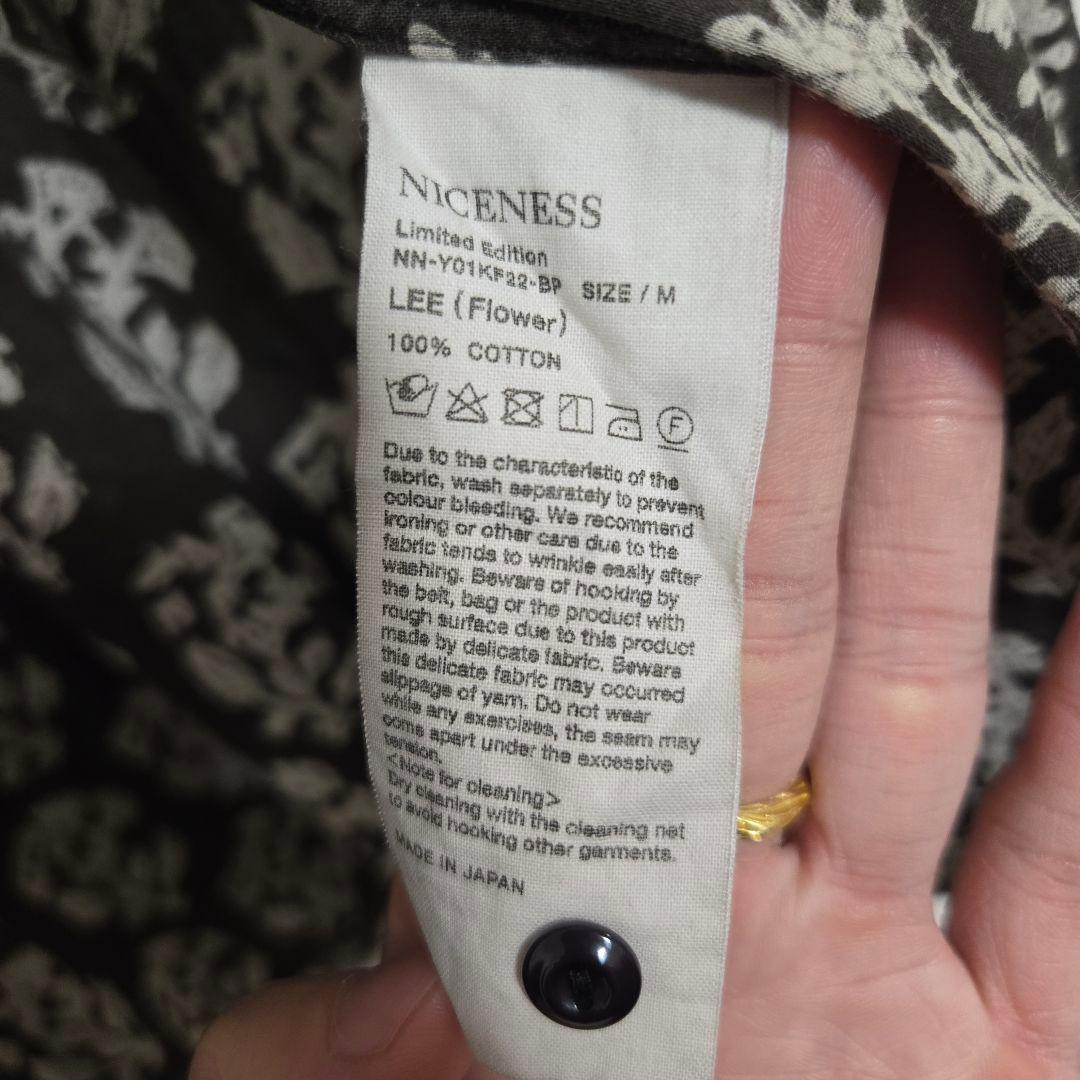 NICENESS
Limited Edition
NN-Y01KF22-BP SIZE / M
LEE (Flower)
100% COTTON
F
Due to the characteristic of the
fabric, wash separately to prevent
colour bleeding. We recommend
ironing or other care due to the
fabric tends to wrinkle easily after
washing. Beware of hooking by
the belt, bag or the product with
rough surface due to this product
made by delicate fabric. Beware
this delicate fabric may occurred
slippage of yarn. Do not wear
while any exercises, the seam may
come apart under the excessive
tension.
<Note for cleaning>
Dry cleaning with the cleaning net
to avoid hooking other garments.
MADE IN JAPAN